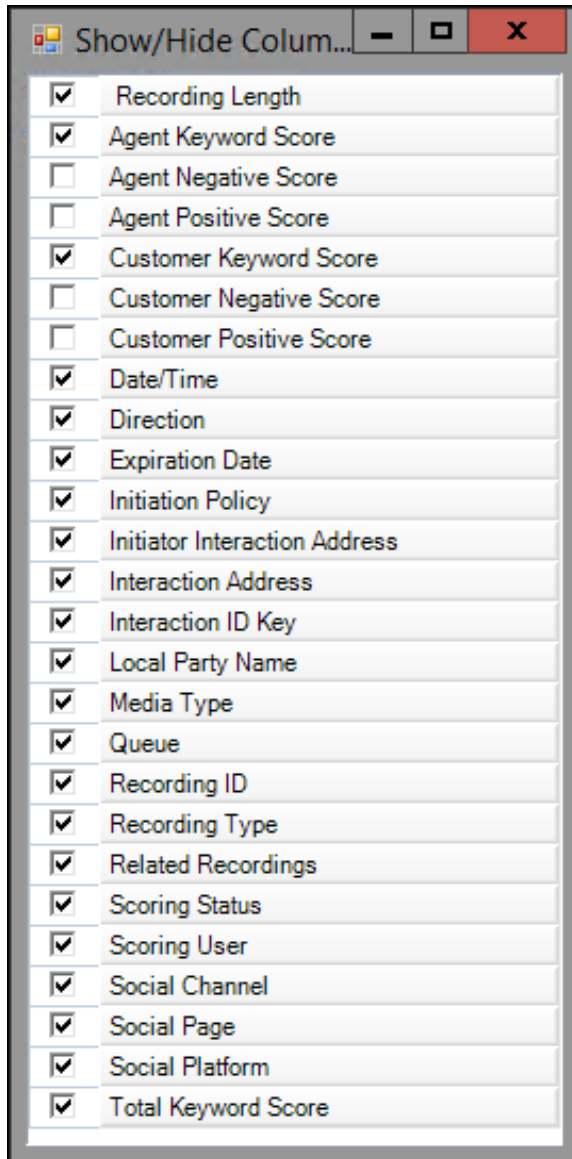 Show/Hide Colum...
Recording Length
Agent Keyword Score
Agent Negative Score
Agent Positive Score
Customer Keyword Score
Customer Negative Score
Customer Positive Score
Date/Time
Direction
Expiration Date
Initiation Policy
Initiator Interaction Address
Interaction Address
Interaction ID Key
Local Party Name
Media Type
Queue
Recording ID
Recording Type
Related Recordings
Scoring Status
Scoring User
Social Channel
Social Page
Social Platform
Total Keyword Score